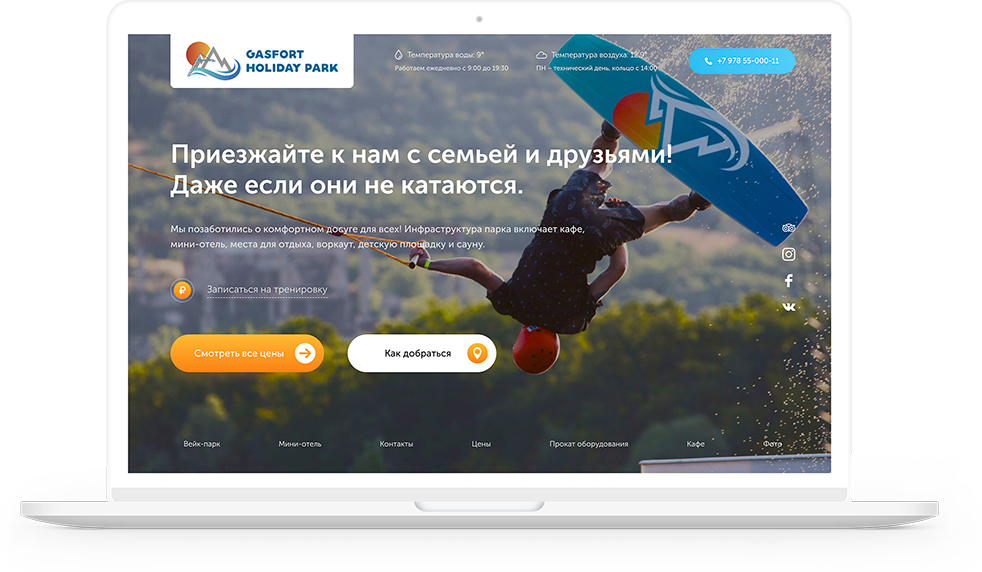 GASFORT
HOLIDAY PARK
Температура воды: 9°
Работаем ежедневно с 9:00 до 19:30
Температура воздуха: 12.9°
ПН – технический день, кольцо с 14:00
+7 978 55-000-11
Приезжайте к нам с семьей и друзьями!
Даже если они не катаются.
Мы позаботились о комфортном досуге для всех! Инфраструктура парка включает кафе,
мини-отель, места для отдыха, воркаут, детскую площадку и сауну.
₽ Записаться на тренировку
Смотреть все цены
Как добраться
Вейк-парк
Мини-отель
Контакты
Цены
Прокат оборудования
Кафе
Фото